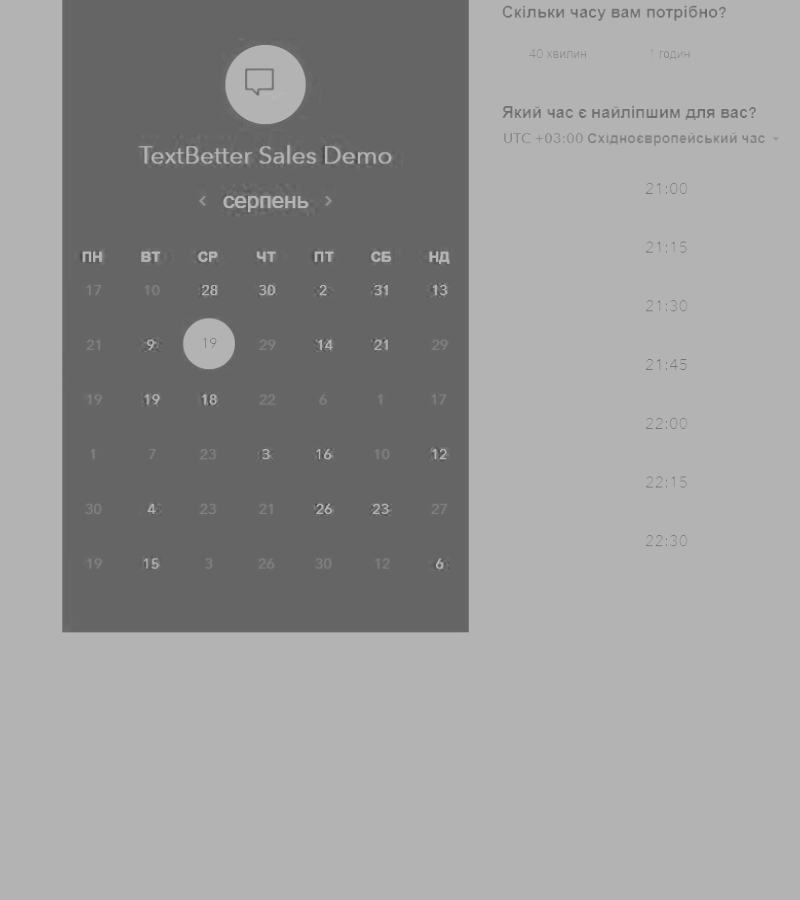 TextBetter Sales Demo
серпень
ПН ВТ СР ЧТ ПТ СБ НД
17 10 28 30 2 31 13
21 9 19 29 14 21 29
19 19 18 22 6 1 17
1 7 23 3 16 10 12
30 4 23 21 26 23 27
19 15 3 26 30 12 6
Скільки часу вам потрібно?
40 хвилин 1 годин
Який час є найліпшим для вас?
UTC +03:00 Східноєвропейський час
21:00
21:15
21:30
21:45
22:00
22:15
22:30